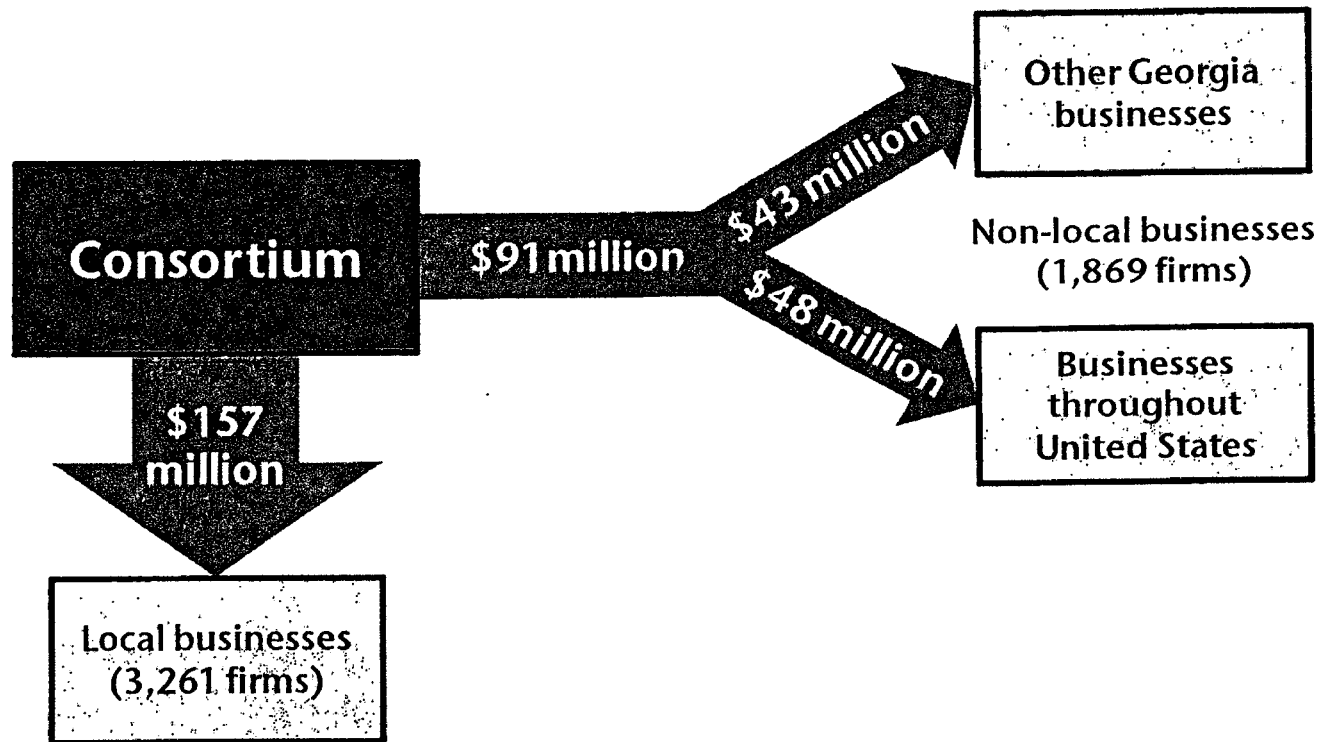 Other Georgia
businesses
$43 million
Consortium
$91 million
Non-local businesses
(1,869 firms)
$48 million
Businesses
throughout
United States
$157
million
Local businesses
(3,261 firms)